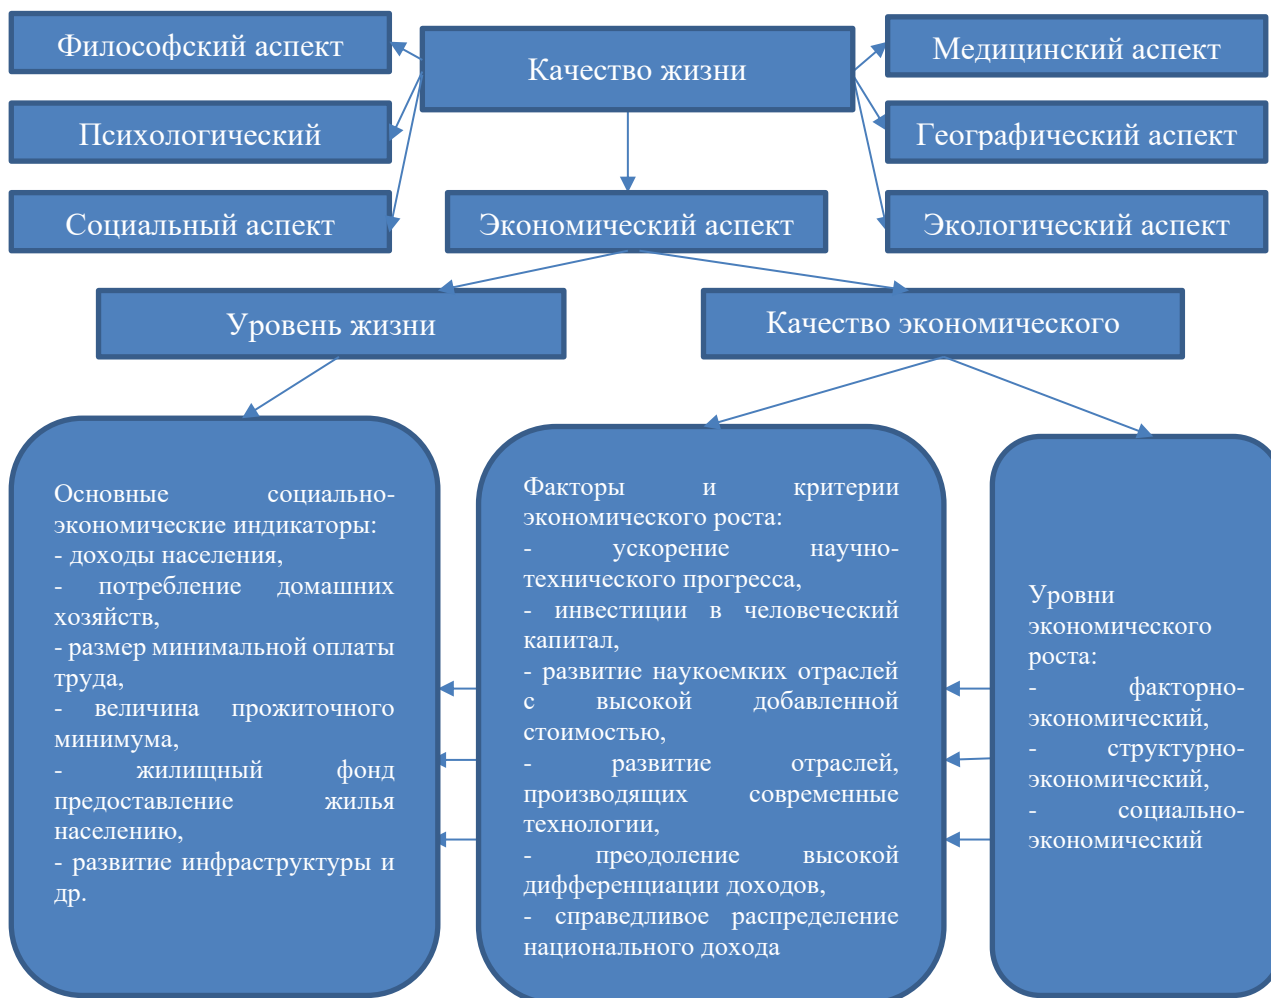 Философский аспект
Качество жизни
Медицинский аспект
Психологический
Географический аспект
Социальный аспект
Экономический аспект
Экологический аспект
Уровень жизни
Качество экономического
Основные социально-
экономические индикаторы:
- доходы населения,
- потребление домашних
хозяйств,
- размер минимальной оплаты
труда,
- величина прожиточного
минимума,
- жилищный фонд
предоставление жилья
населению,
- развитие инфраструктуры и
др.
Факторы и критерии
экономического роста:
- ускорение научно-
технического прогресса,
- инвестиции в человеческий
капитал,
- развитие наукоемких отраслей
с высокой добавленной
стоимостью,
- развитие отраслей,
производящих современные
технологии,
- преодоление высокой
дифференциации доходов,
- справедливое распределение
национального дохода
Уровни
экономического
роста:
- факторно-
экономический,
- структурно-
экономический,
- социально-
экономический